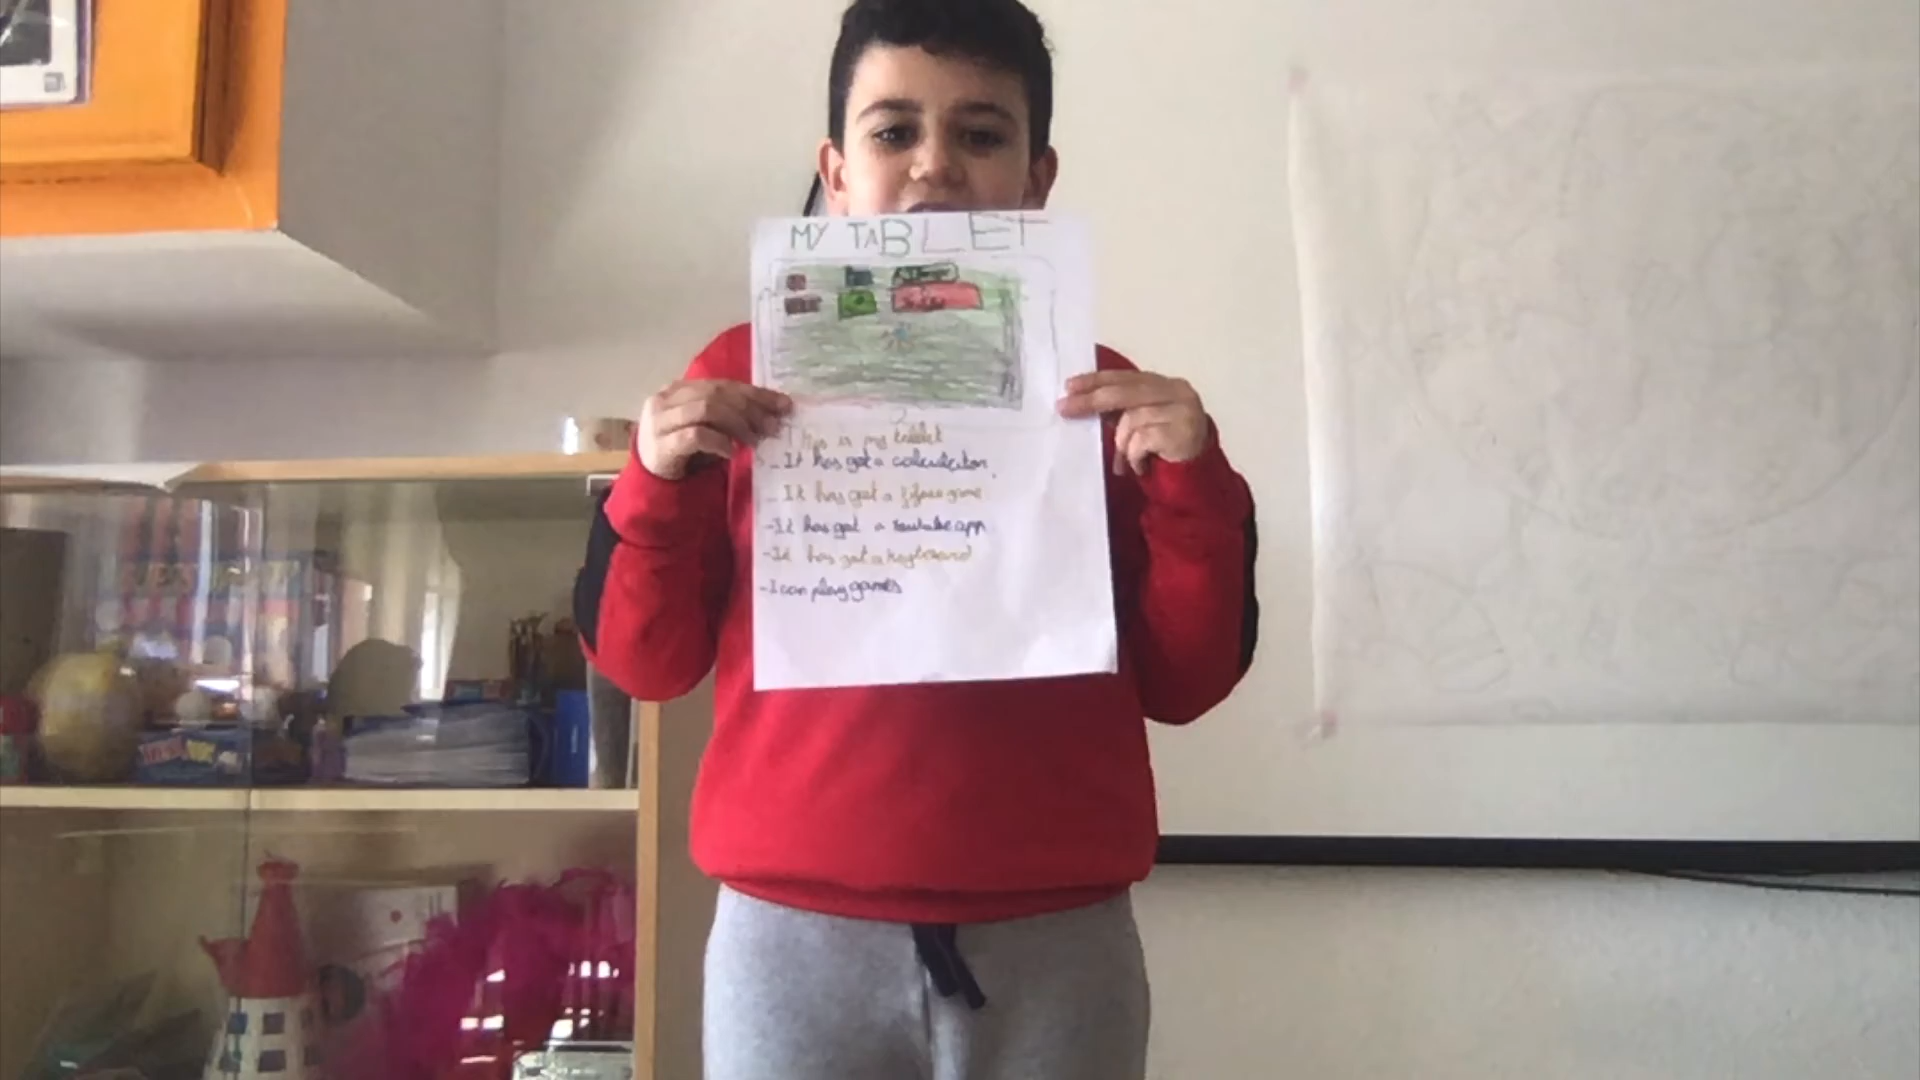 MY TABLET
This is my tablet
- It has got a calculator,
- It has got a game
- It has got a Youtube app
- It has got a keyboard
- I can play games